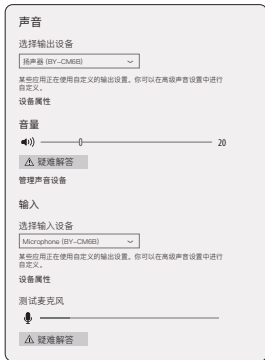 声音
选择输出设备
扬声器 (BY-CM6B)
某些应用正在使用自定义的输出设置。你可以在高级声音设置中进行
自定义。
设备属性
音量
20
疑难解答
管理声音设备
输入
选择输入设备
Microphone (BY-CM6B)
某些应用正在使用自定义的输出设置。你可以在高级声音设置中进行
自定义。
设备属性
测试麦克风
疑难解答